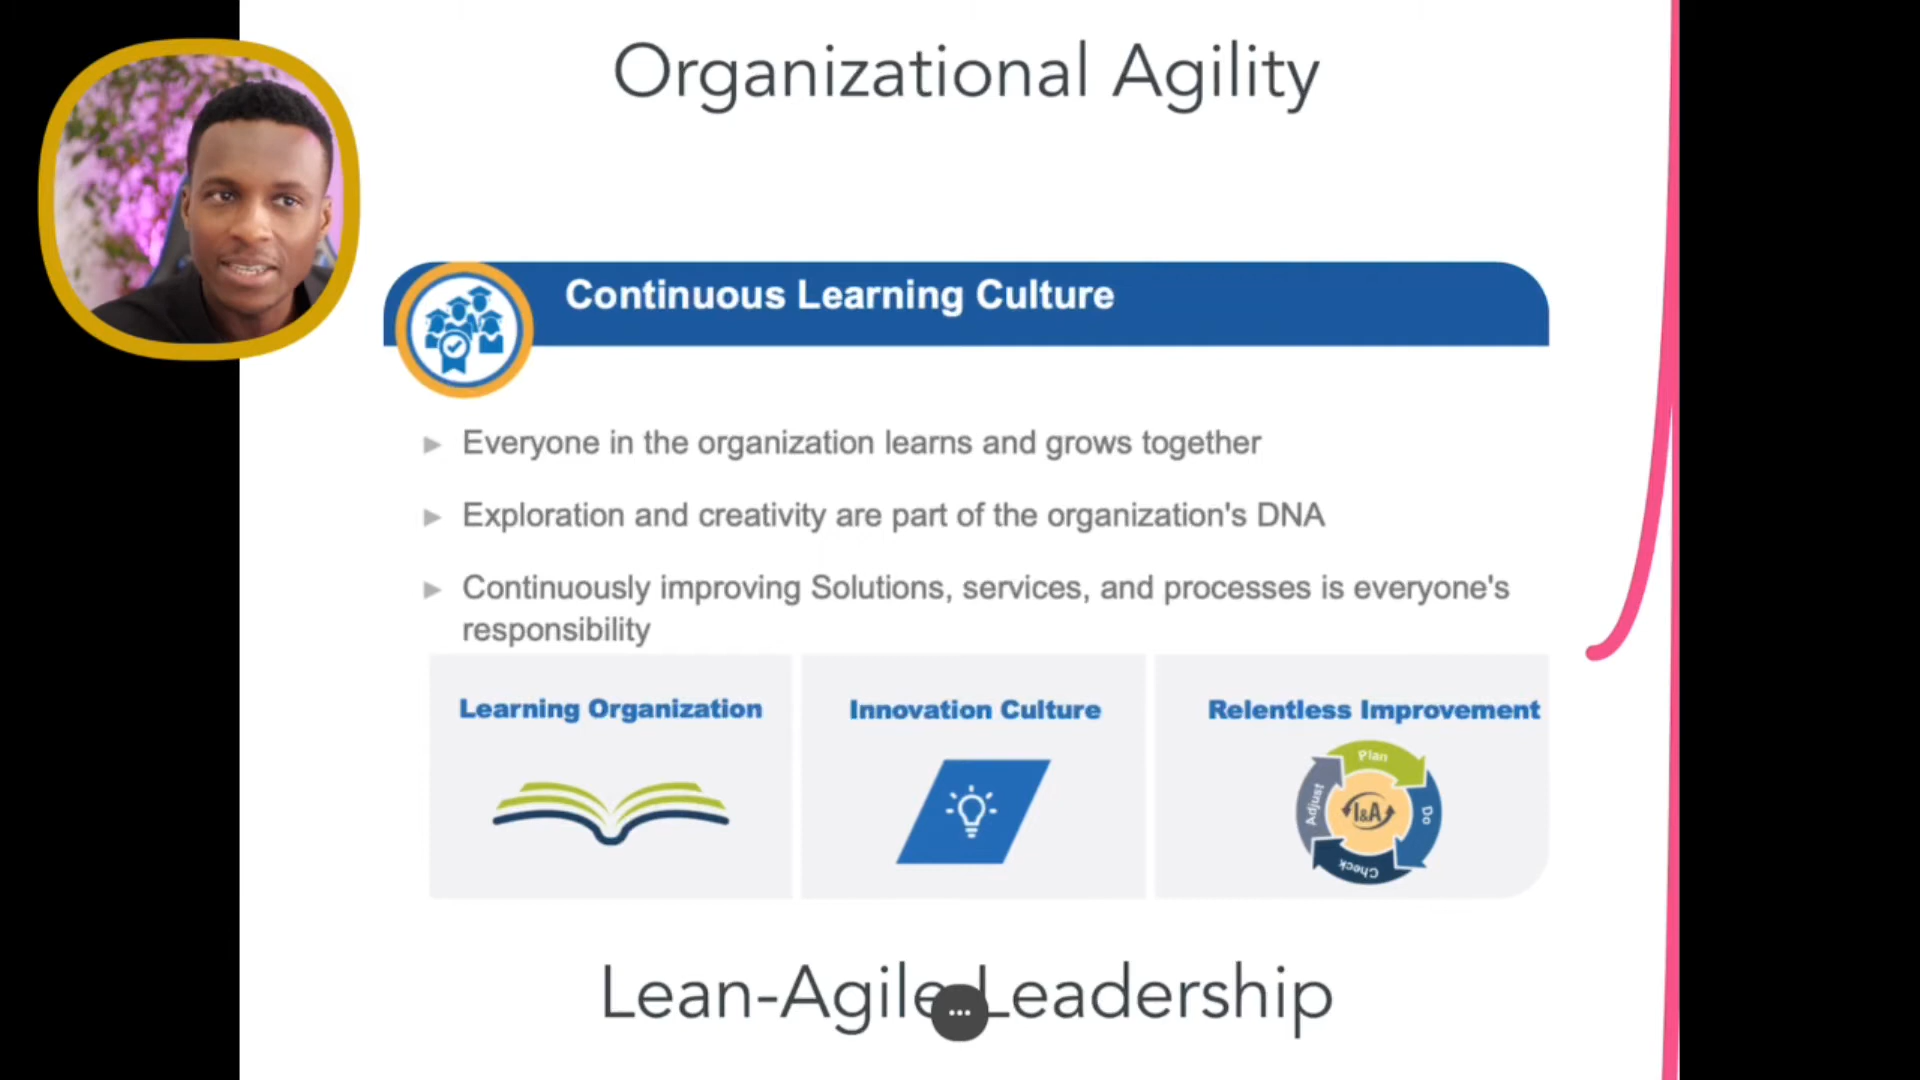 Organizational Agility
Continuous Learning Culture
Everyone in the organization learns and grows together
Exploration and creativity are part of the organization's DNA
Continuously improving Solutions, services, and processes is everyone's
responsibility
Learning Organization
Innovation Culture
Relentless Improvement
Plan
Do
Check
Adjust
I&A
Lean-Agile Leadership